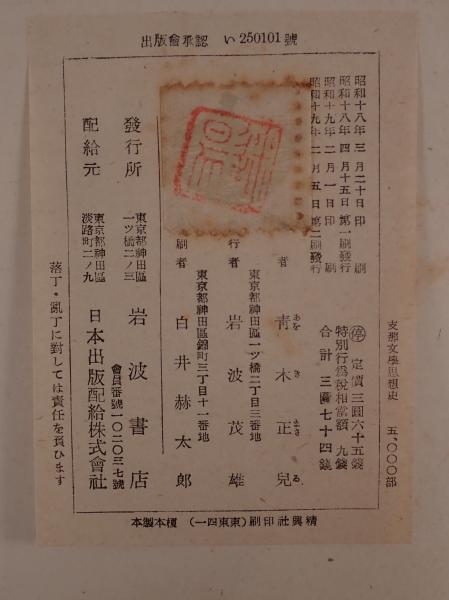 出版會承認 い250101號
支那文學思想史 五、〇〇〇部
昭和十八年三月二十日印刷
昭和十八年四月十五日第一刷發行
昭和十九年二月一日印刷
昭和十九年二月五日第二刷發行
停 定價三圓六十五錢
特別行爲稅相當額 九錢
合計 三圓七十四錢
者 青木正兒
あを き まさ る
東京都神田區一ツ橋二丁目三番地
行者 岩波茂雄
東京都神田區錦町三丁目十一番地
刷者 白井赫太郎
發行所 東京都神田區一ツ橋二ノ三 岩波書店
會員番號一〇二〇三七號
配給元 東京都神田區淡路町二ノ九 日本出版配給株式會社
落丁・亂丁に對しては責任を負ひます
精興社印刷(東東四一) 榎本製本